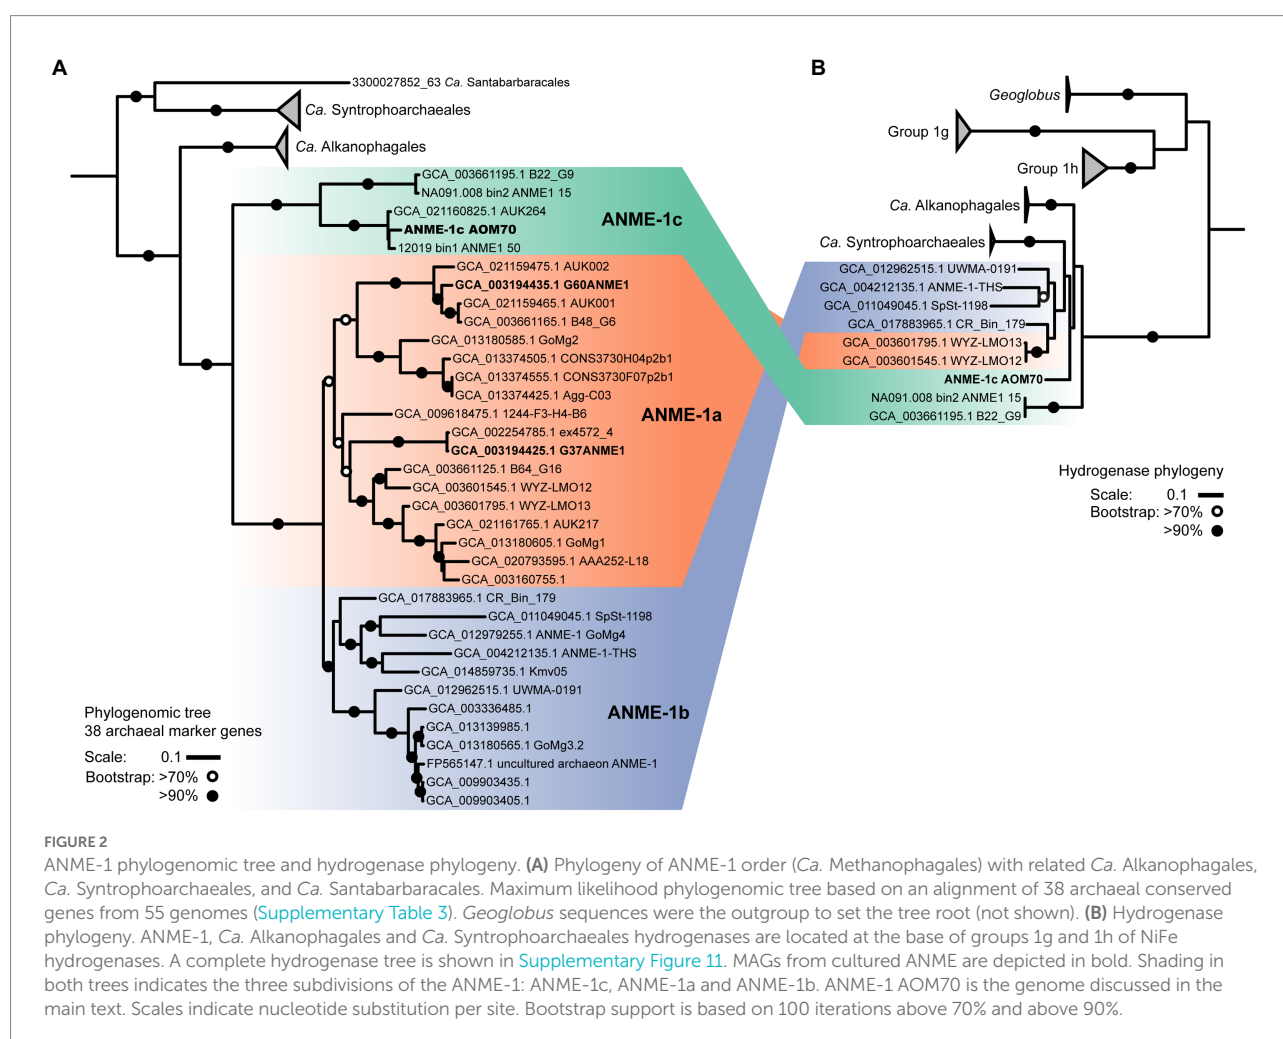 A
3300027852_63 Ca. Santabarbaracales
Ca. Syntrophoarchaeales
Ca. Alkanophagales
GCA_003661195.1 B22_G9
NA091.008 bin2 ANME1 15
GCA_021160825.1 AUK264
ANME-1c AOM70
12019 bin1 ANME1 50
ANME-1c
GCA_021159475.1 AUK002
GCA_003194435.1 G60ANME1
GCA_021159465.1 AUK001
GCA_003661165.1 B48_G6
GCA_013180585.1 GoMg2
GCA_013374505.1 CONS3730H04p2b1
GCA_013374555.1 CONS3730F07p2b1
GCA_013374425.1 Agg-C03
GCA_009618475.1 1244-F3-H4-B6
GCA_002254785.1 ex4572_4
GCA_003194425.1 G37ANME1
GCA_003661125.1 B64_G16
GCA_003601545.1 WYZ-LMO12
GCA_003601795.1 WYZ-LMO13
GCA_021161765.1 AUK217
GCA_013180605.1 GoMg1
GCA_020793595.1 AAA252-L18
GCA_003160755.1
ANME-1a
GCA_017883965.1 CR_Bin_179
GCA_011049045.1 SpSt-1198
GCA_012979255.1 ANME-1 GoMg4
GCA_004212135.1 ANME-1-THS
GCA_014859735.1 Kmv05
GCA_012962515.1 UWMA-0191
GCA_003336485.1
GCA_013139985.1
GCA_013180565.1 GoMg3.2
FP565147.1 uncultured archaeon ANME-1
GCA_009903435.1
GCA_009903405.1
ANME-1b
Phylogenomic tree
38 archaeal marker genes
Scale: 0.1
Bootstrap: >70%
>90%
B
Geoglobus
Group 1g
Group 1h
Ca. Alkanophagales
Ca. Syntrophoarchaeales
GCA_012962515.1 UWMA-0191
GCA_004212135.1 ANME-1-THS
GCA_011049045.1 SpSt-1198
GCA_017883965.1 CR_Bin_179
GCA_003601795.1 WYZ-LMO13
GCA_003601545.1 WYZ-LMO12
ANME-1c AOM70
NA091.008 bin2 ANME1 15
GCA_003661195.1 B22_G9
Hydrogenase phylogeny
Scale: 0.1
Bootstrap: >70%
>90%
FIGURE 2
ANME-1 phylogenomic tree and hydrogenase phylogeny. (A) Phylogeny of ANME-1 order (Ca. Methanophagales) with related Ca. Alkanophagales,
Ca. Syntrophoarchaeales, and Ca. Santabarbaracales. Maximum likelihood phylogenomic tree based on an alignment of 38 archaeal conserved
genes from 55 genomes (Supplementary Table 3). Geoglobus sequences were the outgroup to set the tree root (not shown). (B) Hydrogenase
phylogeny. ANME-1, Ca. Alkanophagales and Ca. Syntrophoarchaeales hydrogenases are located at the base of groups 1g and 1h of NiFe
hydrogenases. A complete hydrogenase tree is shown in Supplementary Figure 11. MAGs from cultured ANME are depicted in bold. Shading in
both trees indicates the three subdivisions of the ANME-1: ANME-1c, ANME-1a and ANME-1b. ANME-1 AOM70 is the genome discussed in the
main text. Scales indicate nucleotide substitution per site. Bootstrap support is based on 100 iterations above 70% and above 90%.